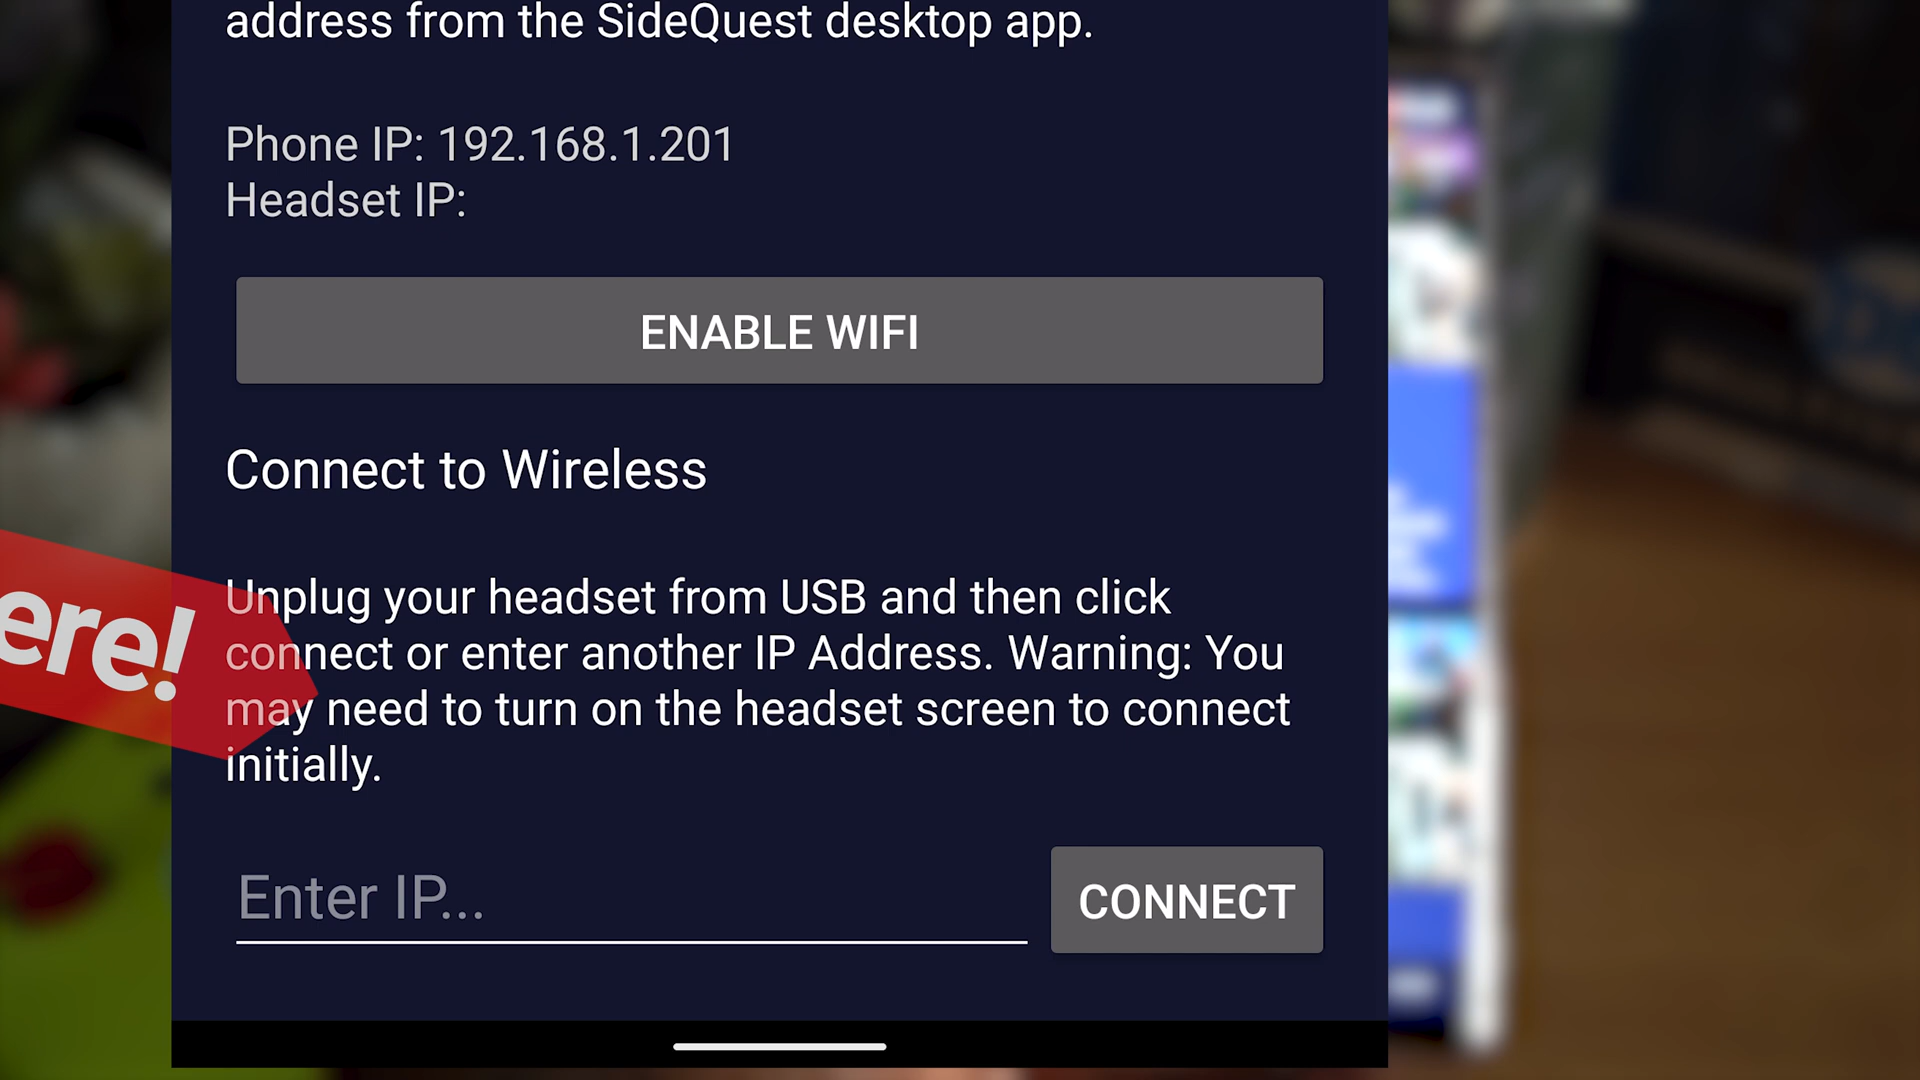 address from the SideQuest desktop app.
Phone IP: 192.168.1.201
Headset IP:
ENABLE WIFI
Connect to Wireless
Unplug your headset from USB and then click
connect or enter another IP Address. Warning: You
may need to turn on the headset screen to connect
initially.
ere!
Enter IP...
CONNECT